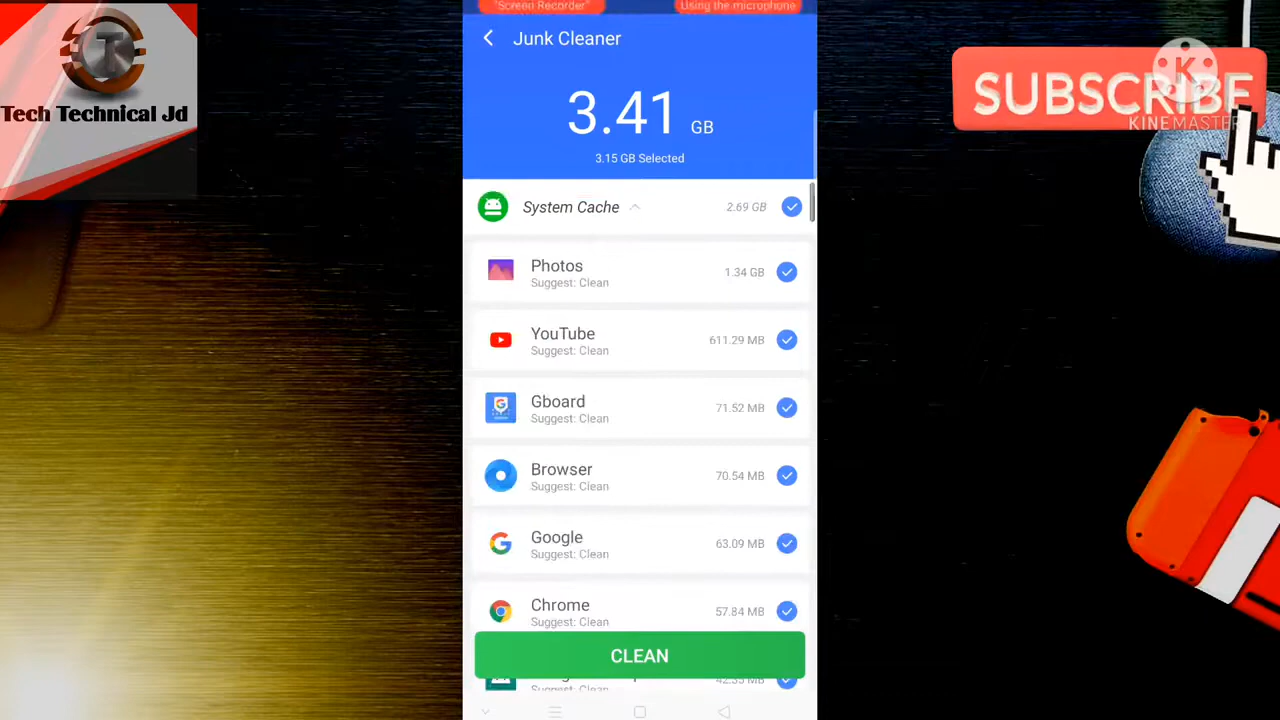 "Screen Recorder"
Using the microphone
Tech Technical Jd
SUBSCRIBE
KINEMASTER
Junk Cleaner
3.41 GB
3.15 GB Selected
System Cache
2.69 GB
Photos
Suggest: Clean
1.34 GB
YouTube
Suggest: Clean
611.29 MB
Gboard
Suggest: Clean
71.52 MB
Browser
Suggest: Clean
70.54 MB
Google
Suggest: Clean
63.09 MB
Chrome
Suggest: Clean
57.84 MB
CLEAN